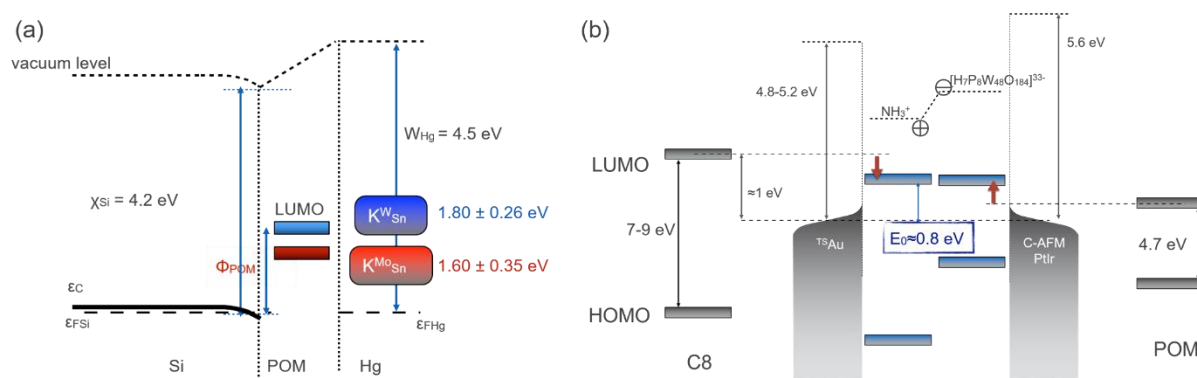 (a)
vacuum level
W_Hg = 4.5 eV
χ_Si = 4.2 eV
LUMO
K^W_Sn
1.80 ± 0.26 eV
K^Mo_Sn
1.60 ± 0.35 eV
Φ_POM
ε_C
ε_FSi
ε_FHg
Si
POM
Hg
(b)
5.6 eV
4.8-5.2 eV
[H₇P₈W₄₈O₁₈₄]³³⁻
NH₃⁺
LUMO
≈1 eV
7-9 eV
E₀≈0.8 eV
ᵀˢAu
C-AFM
PtIr
4.7 eV
HOMO
C8
POM